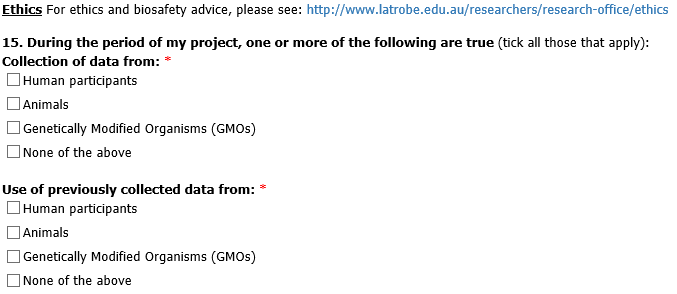 Ethics For ethics and biosafety advice, please see: http://www.latrobe.edu.au/researchers/research-office/ethics
15. During the period of my project, one or more of the following are true (tick all those that apply):
Collection of data from: *
Human participants
Animals
Genetically Modified Organisms (GMOs)
None of the above
Use of previously collected data from: *
Human participants
Animals
Genetically Modified Organisms (GMOs)
None of the above